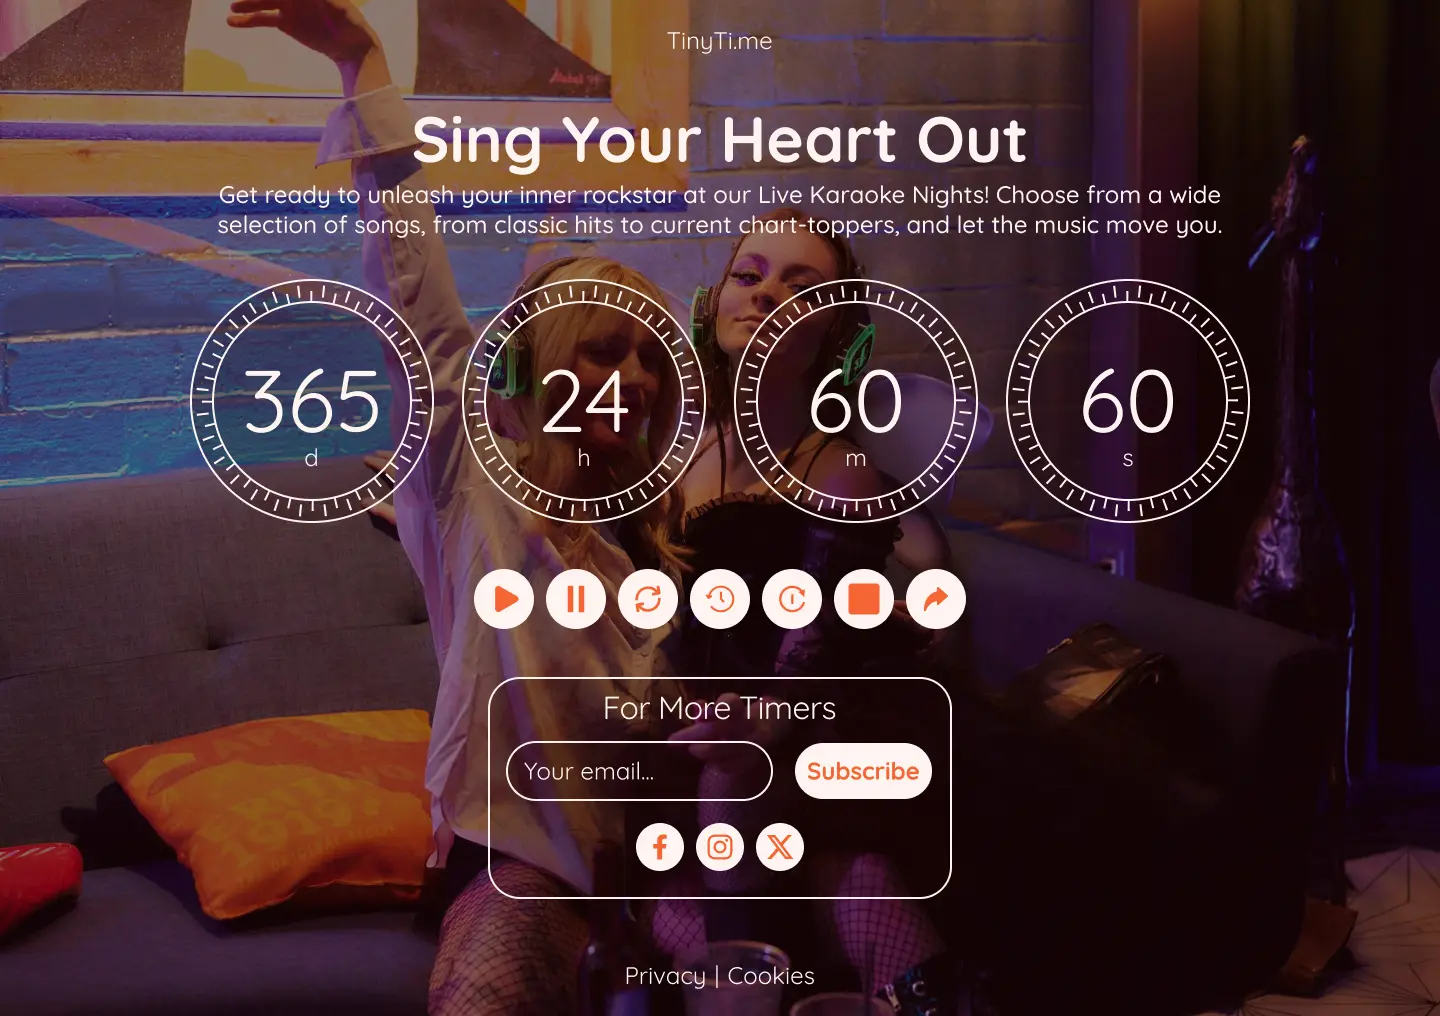 TinyTi.me
Sing Your Heart Out
Get ready to unleash your inner rockstar at our Live Karaoke Nights! Choose from a wide
selection of songs, from classic hits to current chart-toppers, and let the music move you.
365 24 60 60
d h m s
For More Timers
Your email... Subscribe
Privacy | Cookies